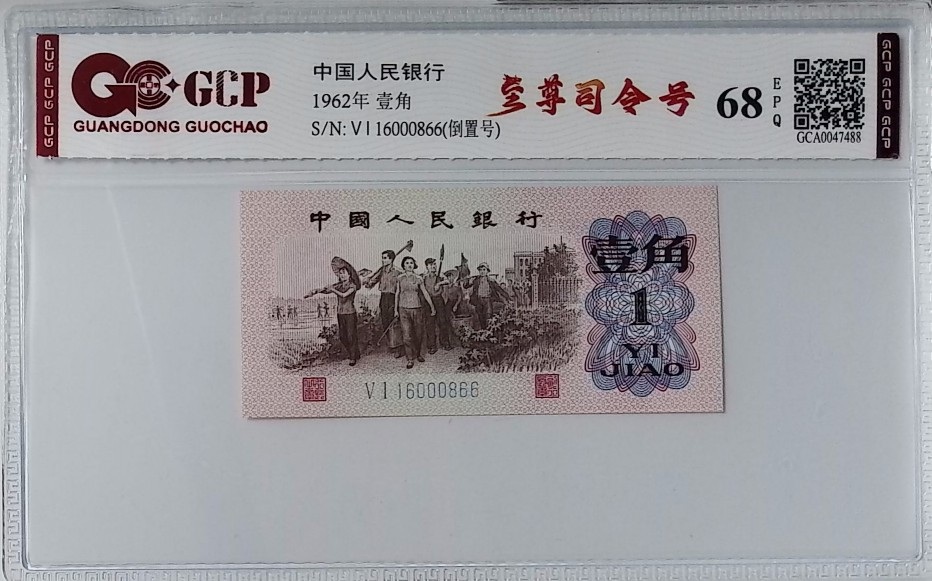 GCP GCP GCP
GCP
GUANGDONG GUOCHAO
中国人民银行
1962年 壹角
S/N: VI16000866(倒置号)
至尊司令号
68
EPQ
GCA0047488
GCP GCP GCP
中國人民銀行
壹角
1
YI
JIAO
VI16000866